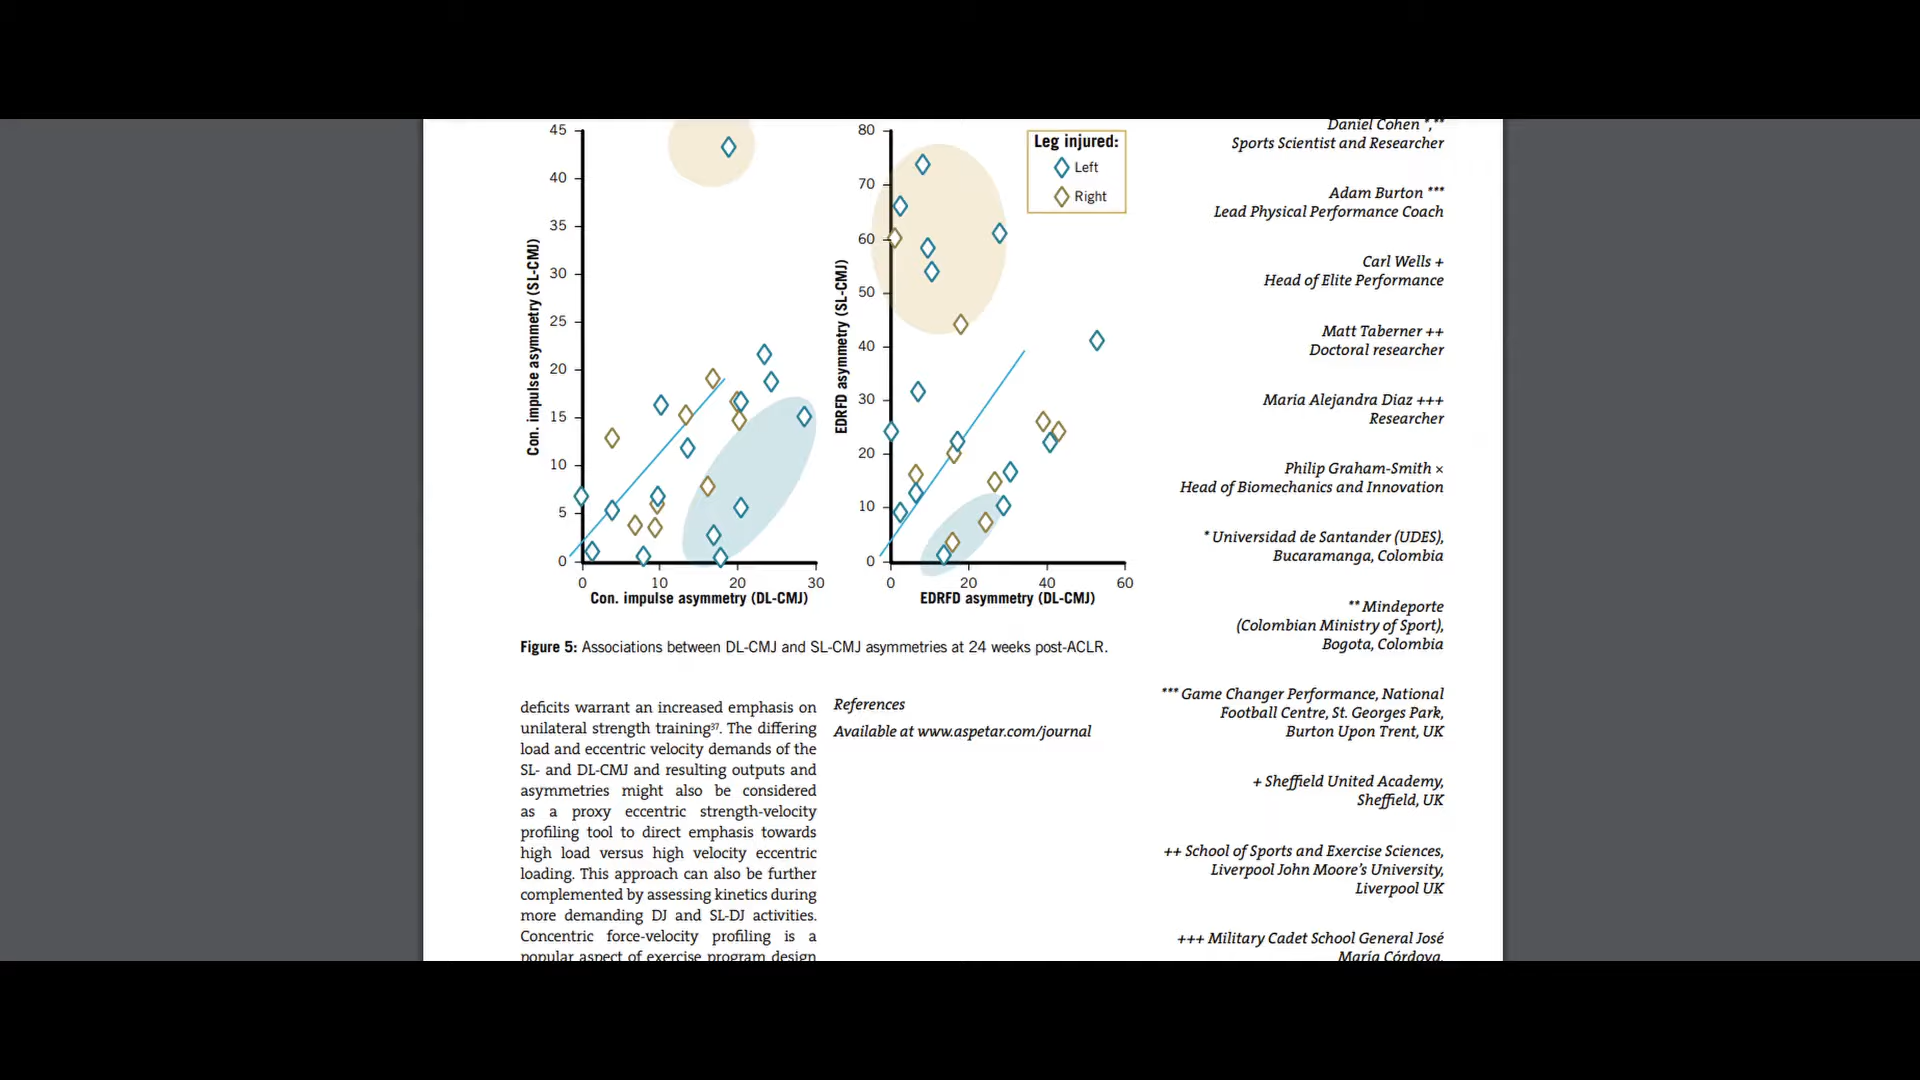 45
40
35
30
25
20
15
10
5
0
0
10
20
30
Con. impulse asymmetry (SL-CMJ)
Con. impulse asymmetry (DL-CMJ)
80
70
60
50
40
30
20
10
0
0
20
40
60
EDRFD asymmetry (SL-CMJ)
EDRFD asymmetry (DL-CMJ)
Leg injured:
Left
Right
Figure 5: Associations between DL-CMJ and SL-CMJ asymmetries at 24 weeks post-ACLR.
deficits warrant an increased emphasis on
unilateral strength training³⁷. The differing
load and eccentric velocity demands of the
SL- and DL-CMJ and resulting outputs and
asymmetries might also be considered
as a proxy eccentric strength-velocity
profiling tool to direct emphasis towards
high load versus high velocity eccentric
loading. This approach can also be further
complemented by assessing kinetics during
more demanding DJ and SL-DJ activities.
Concentric force-velocity profiling is a
popular aspect of exercise program design
References
Available at www.aspetar.com/journal
Daniel Cohen *,**
Sports Scientist and Researcher
Adam Burton ***
Lead Physical Performance Coach
Carl Wells +
Head of Elite Performance
Matt Taberner ++
Doctoral researcher
Maria Alejandra Diaz +++
Researcher
Philip Graham-Smith ×
Head of Biomechanics and Innovation
* Universidad de Santander (UDES),
Bucaramanga, Colombia
** Mindeporte
(Colombian Ministry of Sport),
Bogota, Colombia
*** Game Changer Performance, National
Football Centre, St. Georges Park,
Burton Upon Trent, UK
+ Sheffield United Academy,
Sheffield, UK
++ School of Sports and Exercise Sciences,
Liverpool John Moore's University,
Liverpool UK
+++ Military Cadet School General José
María Córdova,